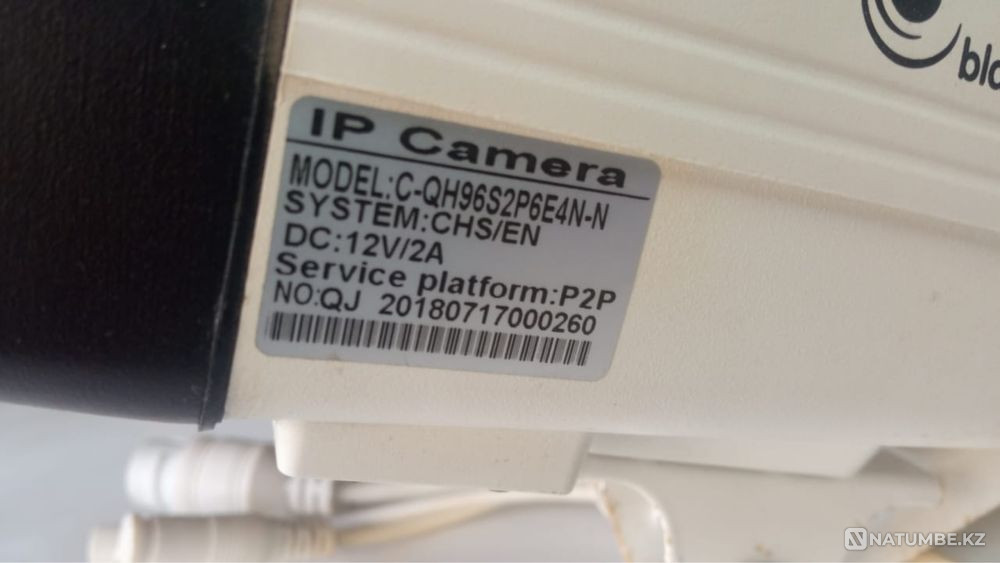 IP Camera
MODEL:C-QH96S2P6E4N-N
SYSTEM:CHS/EN
DC:12V/2A
Service platform:P2P
NO:QJ 20180717000260
NATUMBE.KZ